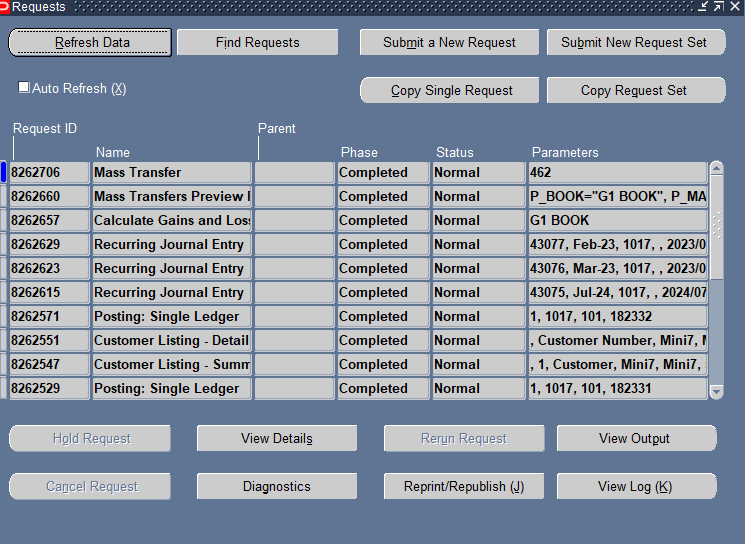 Requests
Refresh Data Find Requests Submit a New Request Submit New Request Set
Auto Refresh (X) Copy Single Request Copy Request Set
Request ID Parent
Name Phase Status Parameters
8262706 Mass Transfer Completed Normal 462
8262660 Mass Transfers Preview Completed Normal P_BOOK="G1 BOOK", P_MA
8262657 Calculate Gains and Loss Completed Normal G1 BOOK
8262629 Recurring Journal Entry Completed Normal 43077, Feb-23, 1017, , 2023/0
8262623 Recurring Journal Entry Completed Normal 43076, Mar-23, 1017, , 2023/0
8262615 Recurring Journal Entry Completed Normal 43075, Jul-24, 1017, , 2024/07
8262571 Posting: Single Ledger Completed Normal 1, 1017, 101, 182332
8262551 Customer Listing - Detail Completed Normal , Customer Number, Mini7,
8262547 Customer Listing - Summ Completed Normal , 1, Customer, Mini7, Mini7,
8262529 Posting: Single Ledger Completed Normal 1, 1017, 101, 182331
Hold Request View Details Rerun Request View Output
Cancel Request Diagnostics Reprint/Republish (J) View Log (K)